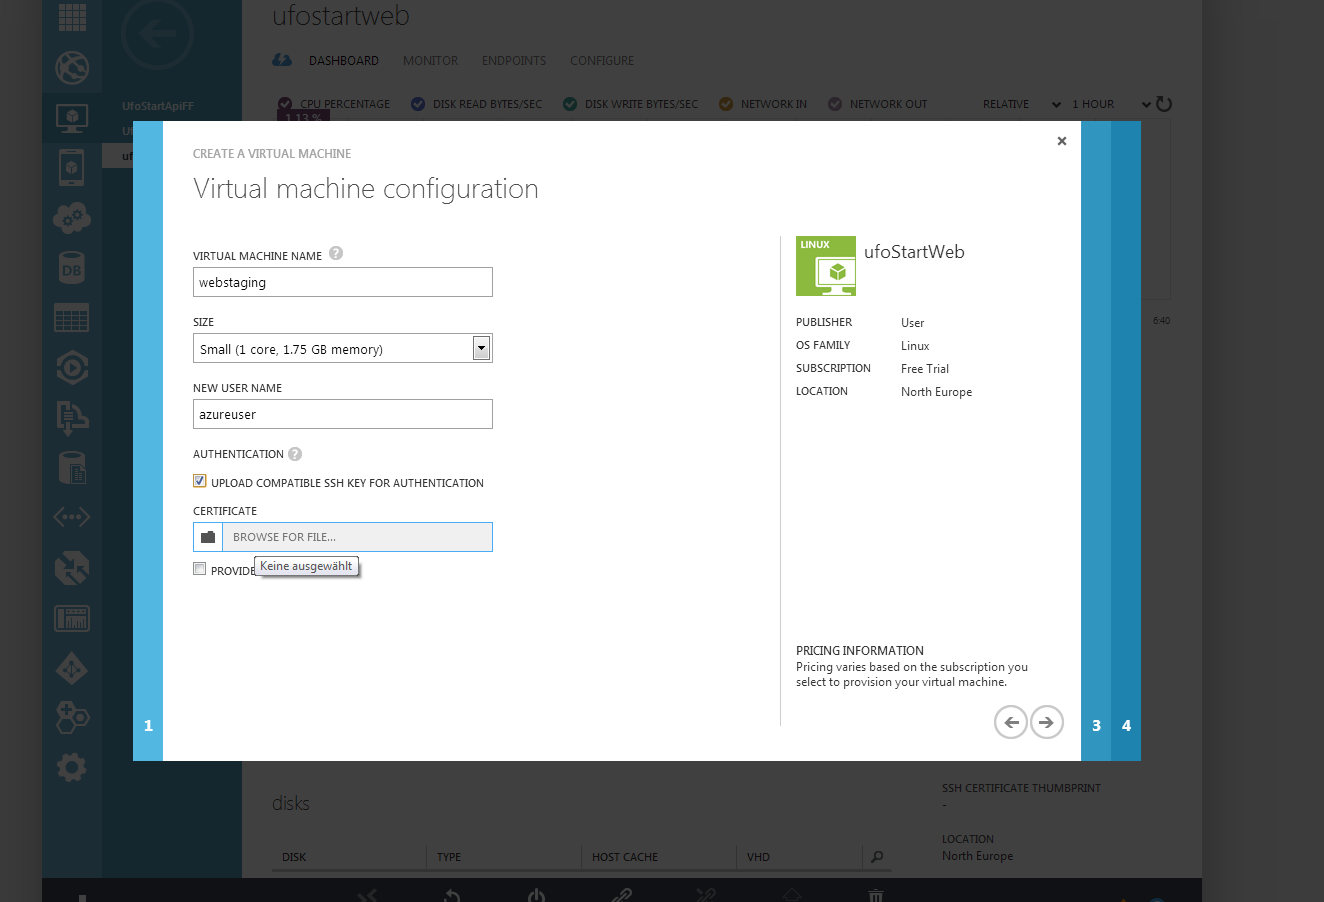 ufostartweb
DASHBOARD MONITOR ENDPOINTS CONFIGURE
UfoStartApiFF
CPU PERCENTAGE DISK READ BYTES/SEC DISK WRITE BYTES/SEC NETWORK IN NETWORK OUT RELATIVE 1 HOUR
1.13 %
CREATE A VIRTUAL MACHINE
Virtual machine configuration
VIRTUAL MACHINE NAME ?
webstaging
SIZE
Small (1 core, 1.75 GB memory)
NEW USER NAME
azureuser
AUTHENTICATION ?
UPLOAD COMPATIBLE SSH KEY FOR AUTHENTICATION
CERTIFICATE
BROWSE FOR FILE...
Keine ausgewählt
PROVIDE
LINUX
ufoStartWeb
PUBLISHER User
OS FAMILY Linux
SUBSCRIPTION Free Trial
LOCATION North Europe
PRICING INFORMATION
Pricing varies based on the subscription you
select to provision your virtual machine.
1
3
4
6:40
DB
disks
DISK TYPE HOST CACHE VHD
SSH CERTIFICATE THUMBPRINT
-
LOCATION
North Europe